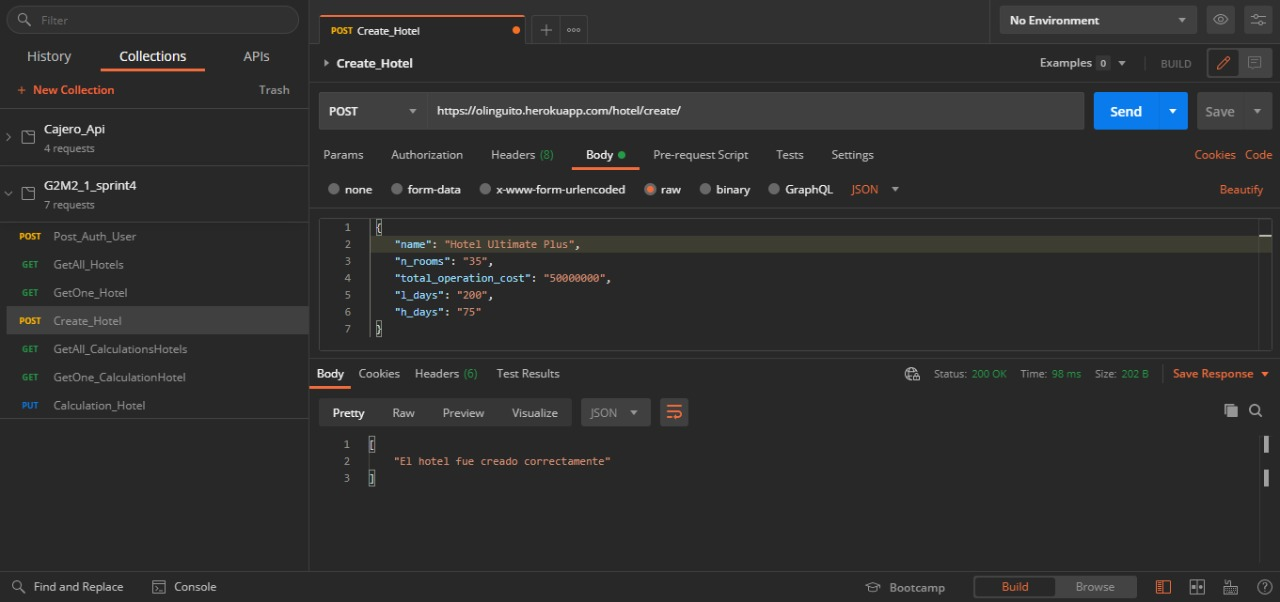 Filter
History Collections APIs
+ New Collection Trash
Cajero_Api
4 requests
G2M2_1_sprint4
7 requests
POST Post_Auth_User
GET GetAll_Hotels
GET GetOne_Hotel
POST Create_Hotel
GET GetAll_CalculationsHotels
GET GetOne_CalculationHotel
PUT Calculation_Hotel
POST Create_Hotel
No Environment
Create_Hotel
Examples 0 BUILD
POST https://olinguito.herokuapp.com/hotel/create/ Send Save
Params Authorization Headers (8) Body Pre-request Script Tests Settings Cookies Code
none form-data x-www-form-urlencoded raw binary GraphQL JSON Beautify
1 {
2 "name": "Hotel Ultimate Plus",
3 "n_rooms": "35",
4 "total_operation_cost": "50000000",
5 "l_days": "200",
6 "h_days": "75"
7 }
Body Cookies Headers (6) Test Results Status: 200 OK Time: 98 ms Size: 202 B Save Response
Pretty Raw Preview Visualize JSON
1 [
2 "El hotel fue creado correctamente"
3 ]
Find and Replace Console Bootcamp Build Browse